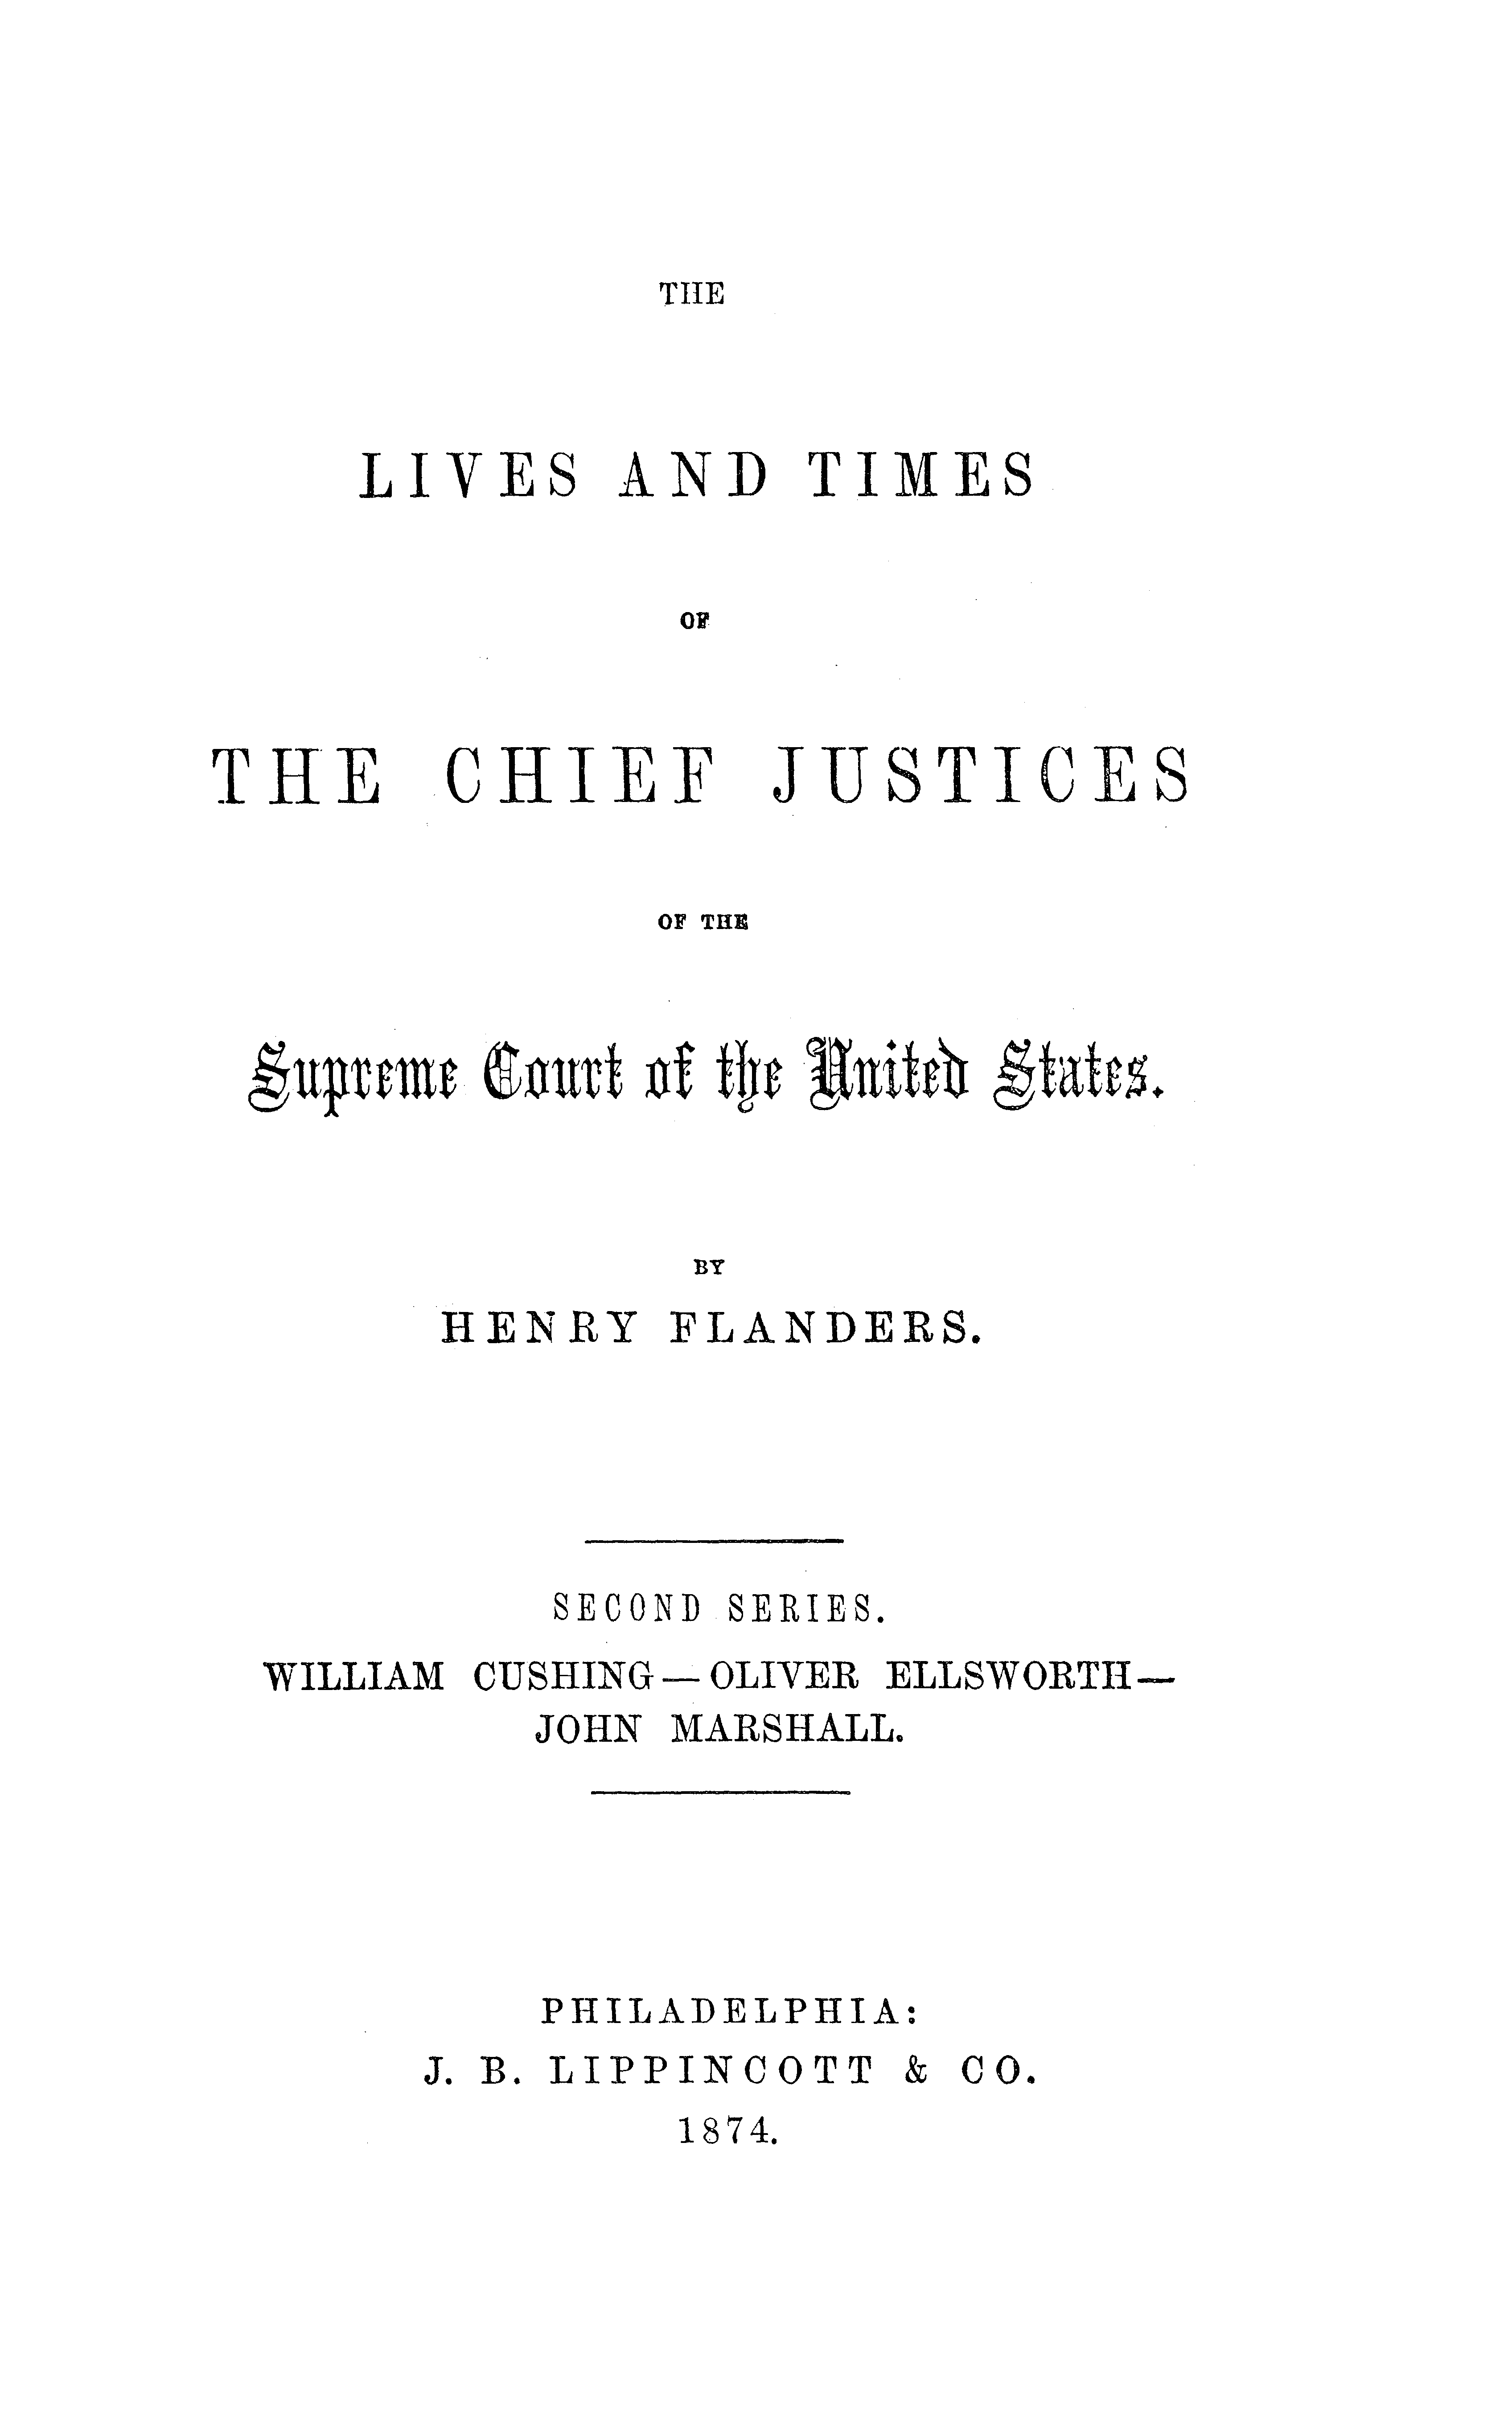 THE
LIVES AND TIMES
OF
THE CHIEF JUSTICES
OF THE
Supreme Court of the United States.
BY
HENRY FLANDERS.
SECOND SERIES.
WILLIAM CUSHING—OLIVER ELLSWORTH—
JOHN MARSHALL.
PHILADELPHIA:
J. B. LIPPINCOTT & CO.
1874.